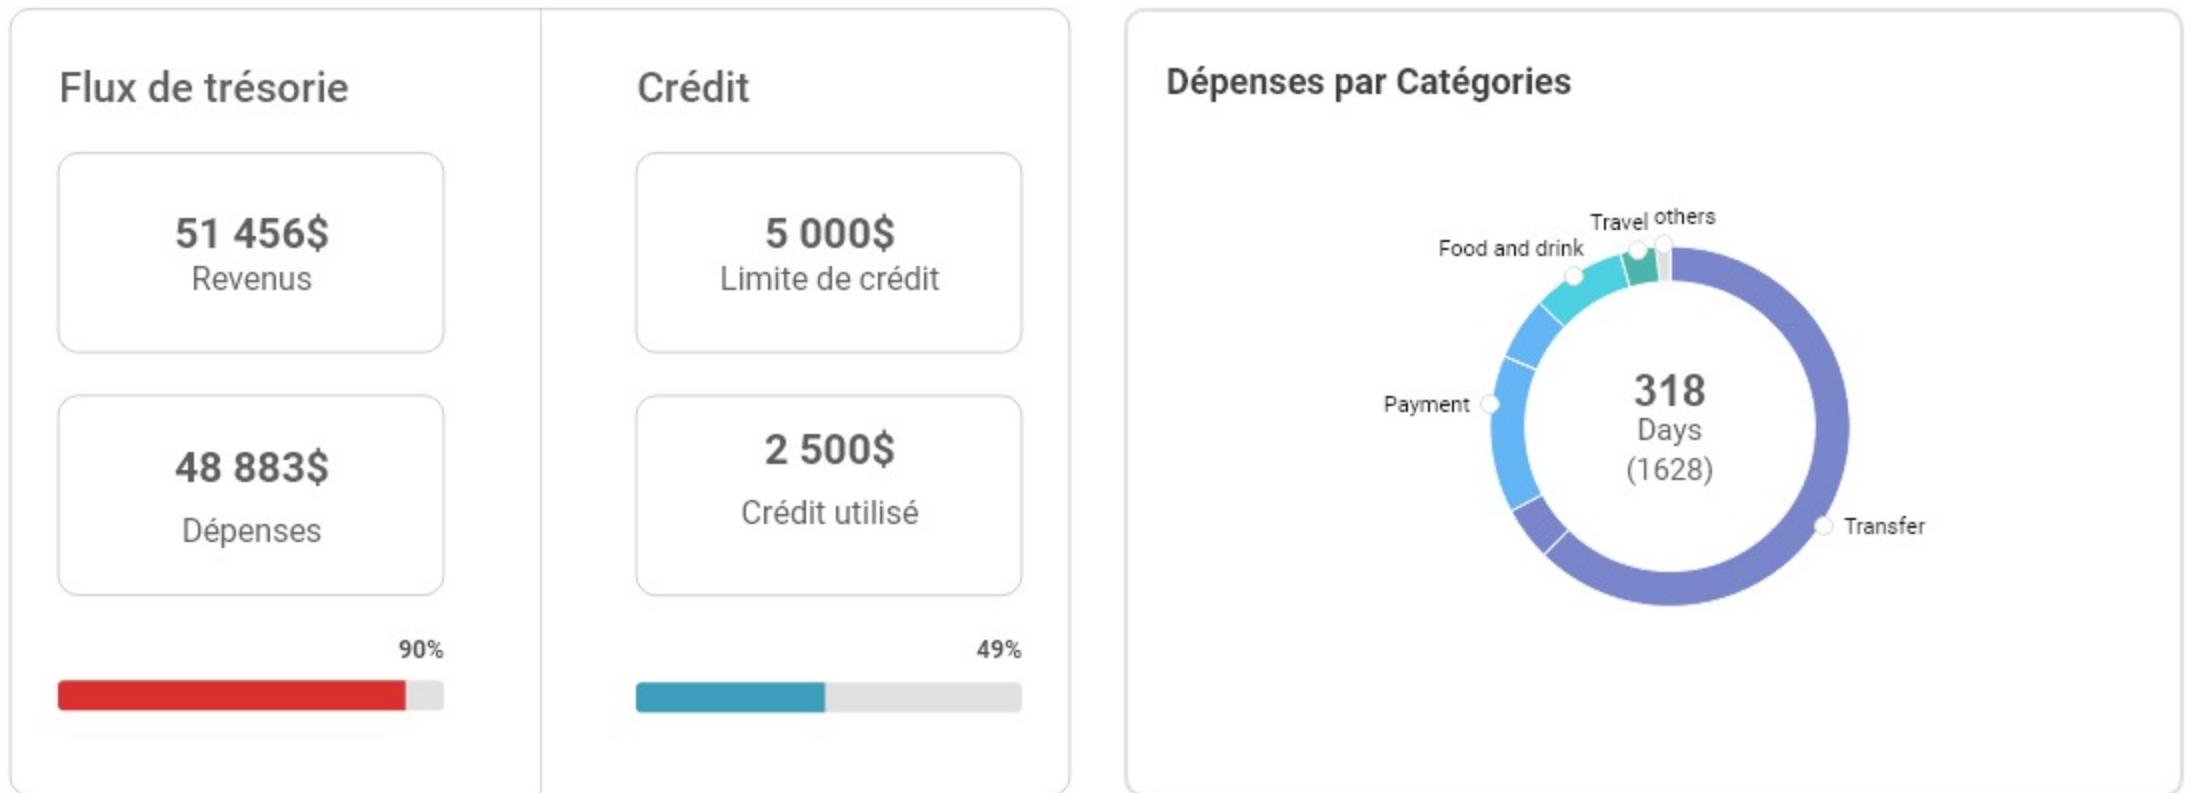 Flux de trésorie
51 456$
Revenus
48 883$
Dépenses
90%
Crédit
5 000$
Limite de crédit
2 500$
Crédit utilisé
49%
Dépenses par Catégories
Travel
others
Food and drink
Payment
318
Days
(1628)
Transfer